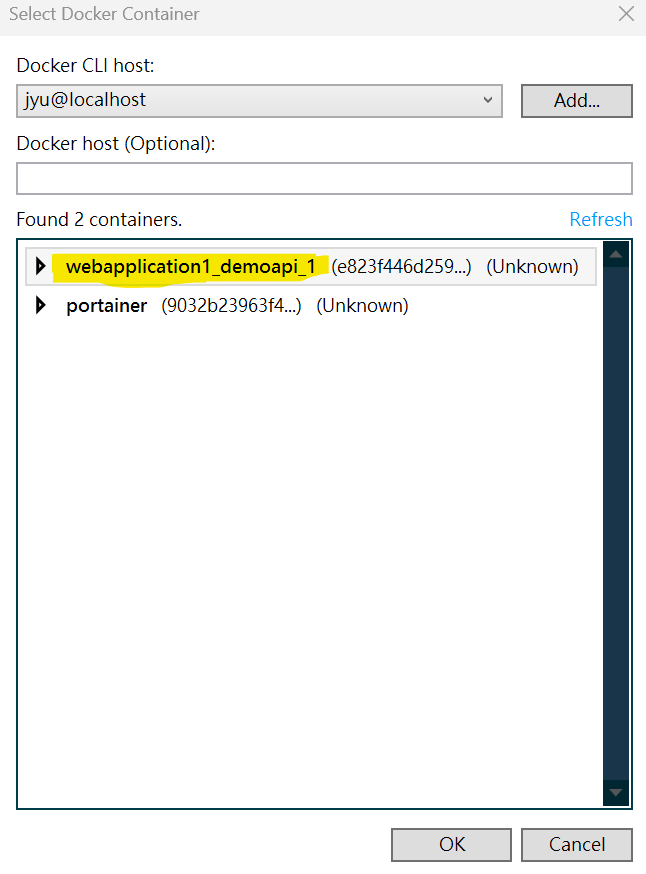 Select Docker Container
Docker CLI host:
jyu@localhost
Add...
Docker host (Optional):
Found 2 containers.
Refresh
webapplication1_demoapi_1 (e823f446d259...) (Unknown)
portainer (9032b23963f4...) (Unknown)
OK
Cancel